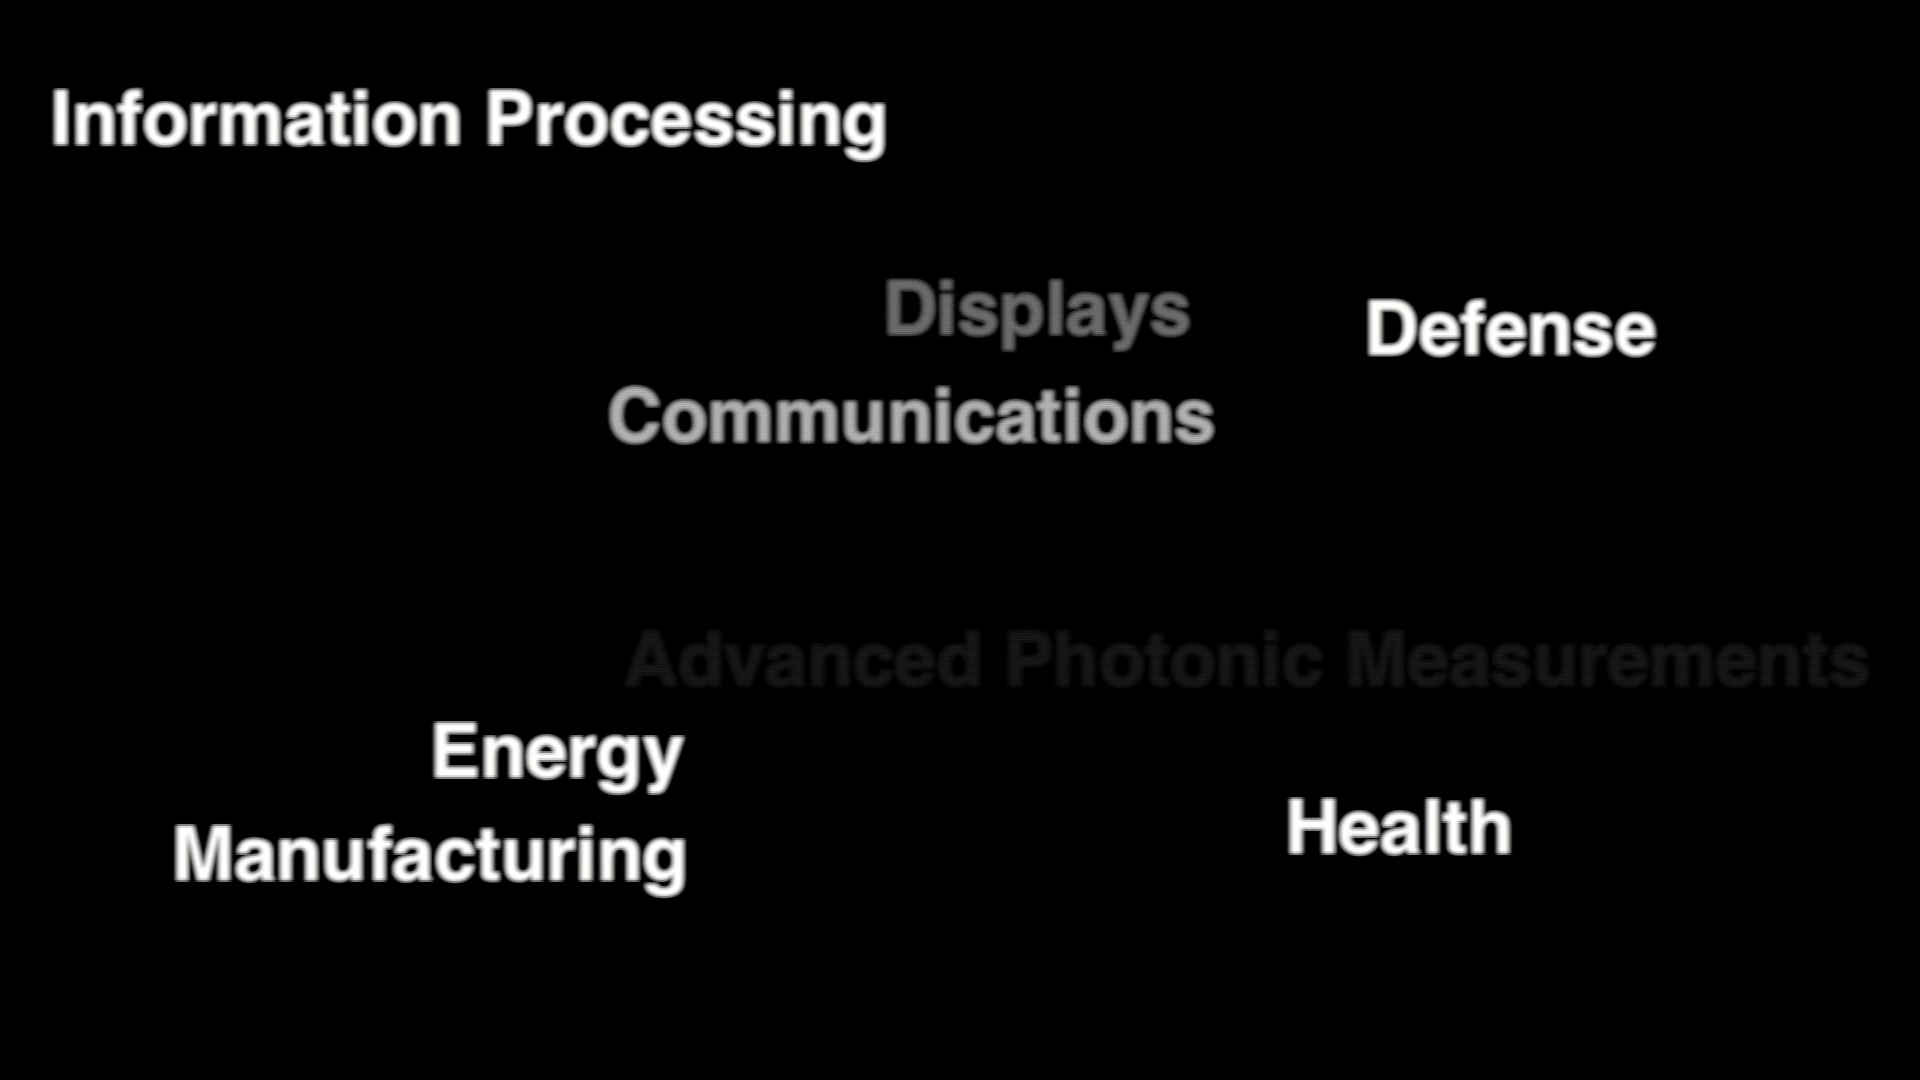 Information Processing
Displays
Defense
Communications
Advanced Photonic Measurements
Energy
Health
Manufacturing